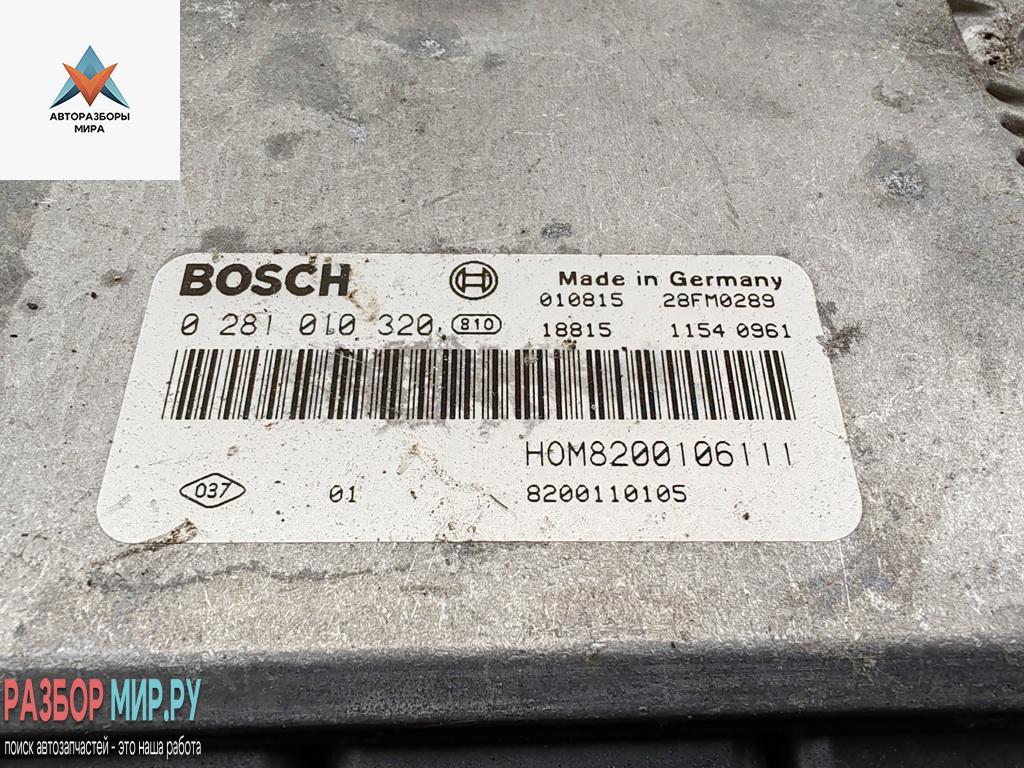 АВТОРАЗБОРЫ
МИРА
BOSCH
Made in Germany
010815 28FM0289
0 281 010 320. 810
18815 1154 0961
HOM8200106111
037 01 8200110105
РАЗБОР МИР.РУ
поиск автозапчастей - это наша работа